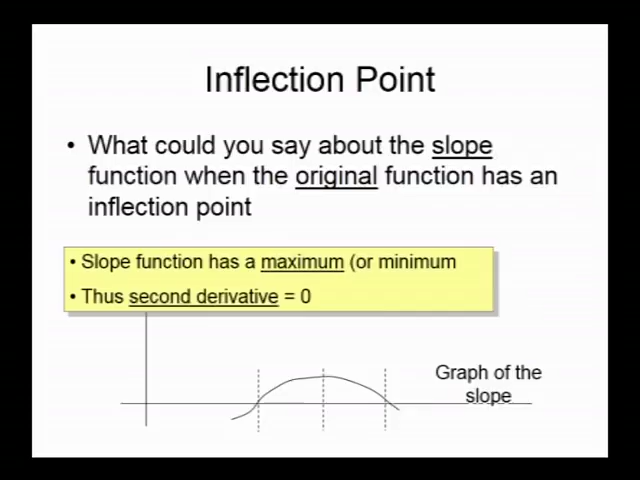 Inflection Point
• What could you say about the slope
function when the original function has an
inflection point
• Slope function has a maximum (or minimum
• Thus second derivative = 0
Graph of the
slope